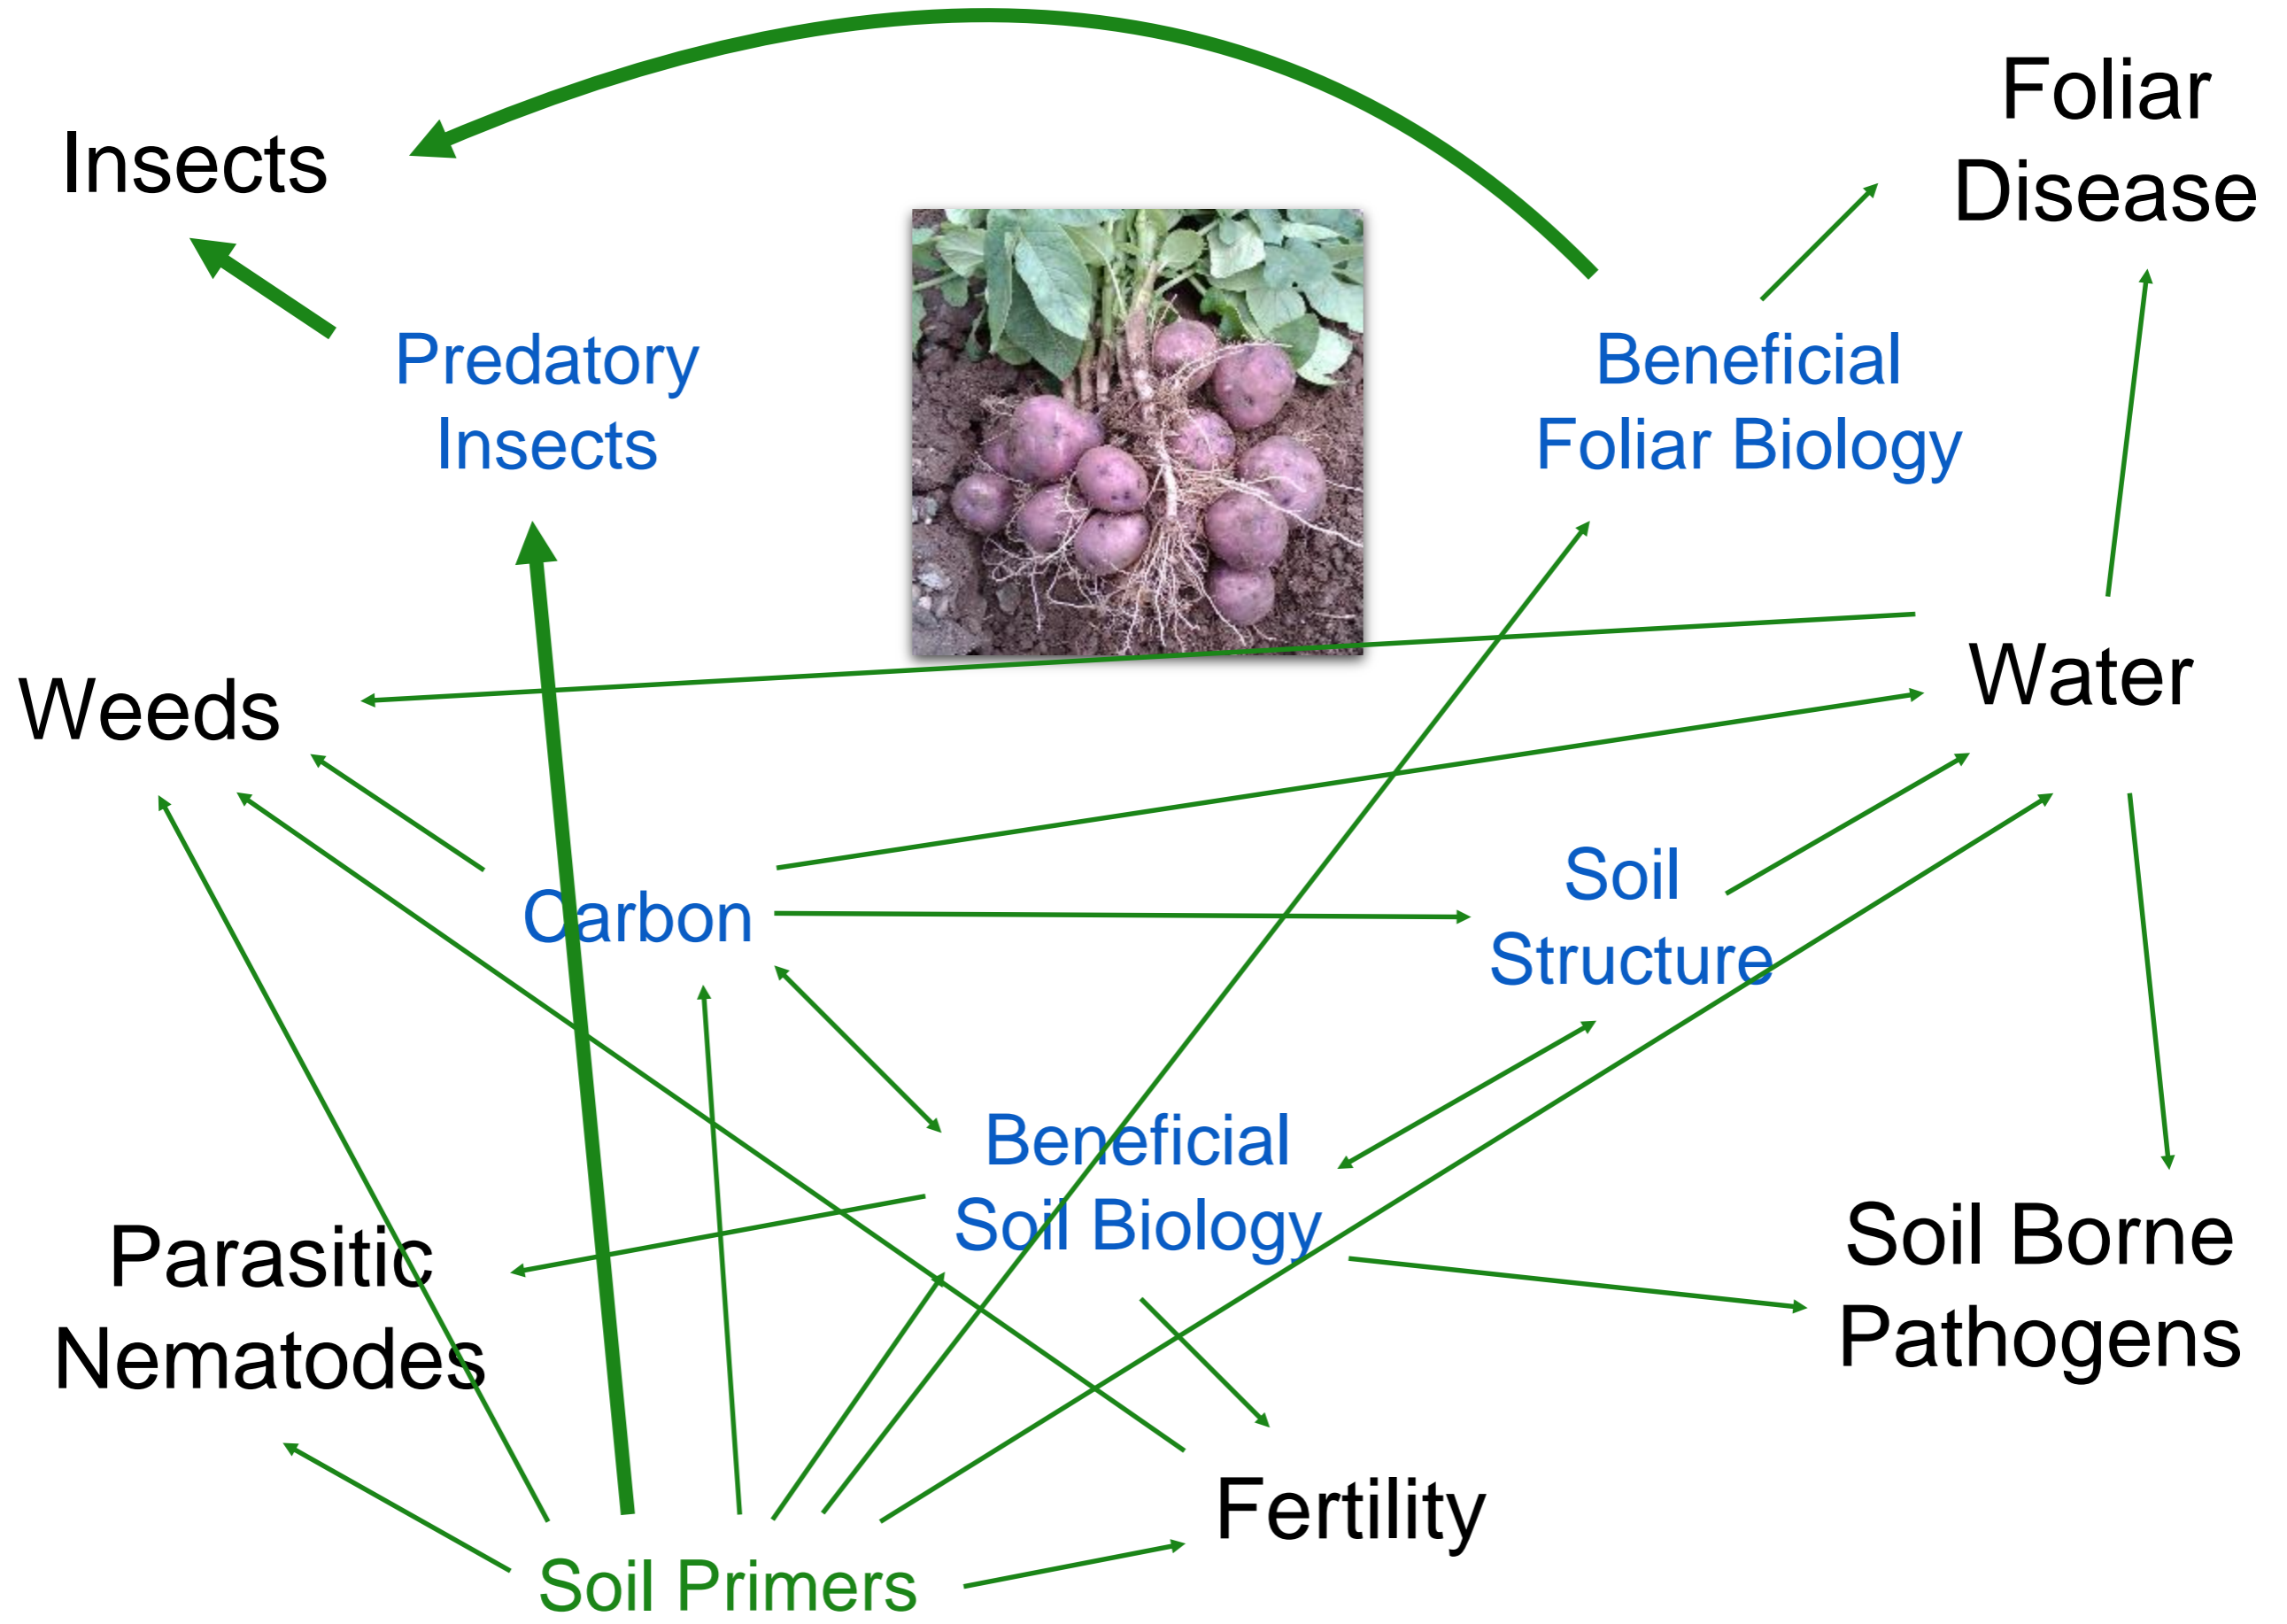 Foliar
Disease
Insects
Predatory
Insects
Beneficial
Foliar Biology
Weeds
Water
Carbon
Soil
Structure
Beneficial
Soil Biology
Parasitic
Nematodes
Soil Borne
Pathogens
Fertility
Soil Primers